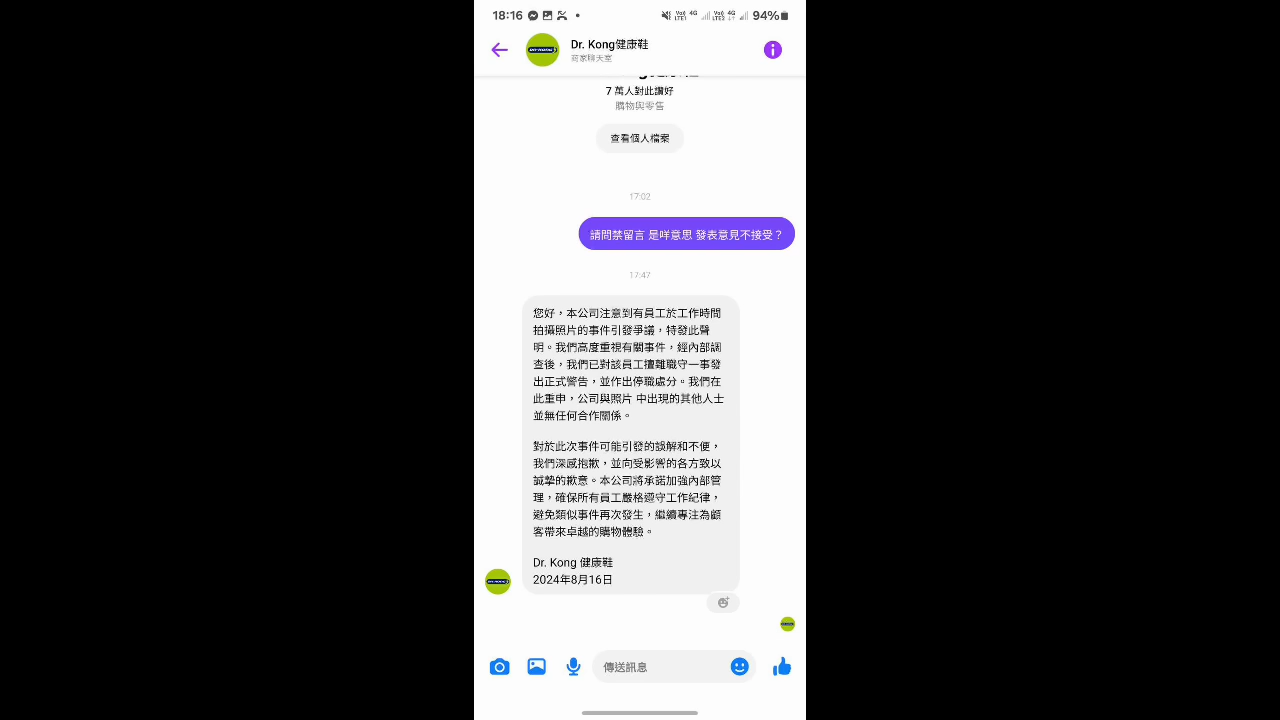 18:16
VoI) LTE1 4G VoI) LTE2 4G 94%
Dr. Kong健康鞋
商家聊天室
7 萬人對此讚好
購物與零售
查看個人檔案
17:02
請問禁留言 是咩意思 發表意見不接受？
17:47
您好，本公司注意到有員工於工作時間
拍攝照片的事件引發爭議，特發此聲
明。我們高度重視有關事件，經內部調
查後，我們已對該員工擅離職守一事發
出正式警告，並作出停職處分。我們在
此重申，公司與照片 中出現的其他人士
並無任何合作關係。
對於此次事件可能引發的誤解和不便，
我們深感抱歉，並向受影響的各方致以
誠摯的歉意。本公司將承諾加強內部管
理，確保所有員工嚴格遵守工作紀律，
避免類似事件再次發生，繼續專注為顧
客帶來卓越的購物體驗。
Dr. Kong 健康鞋
2024年8月16日
傳送訊息